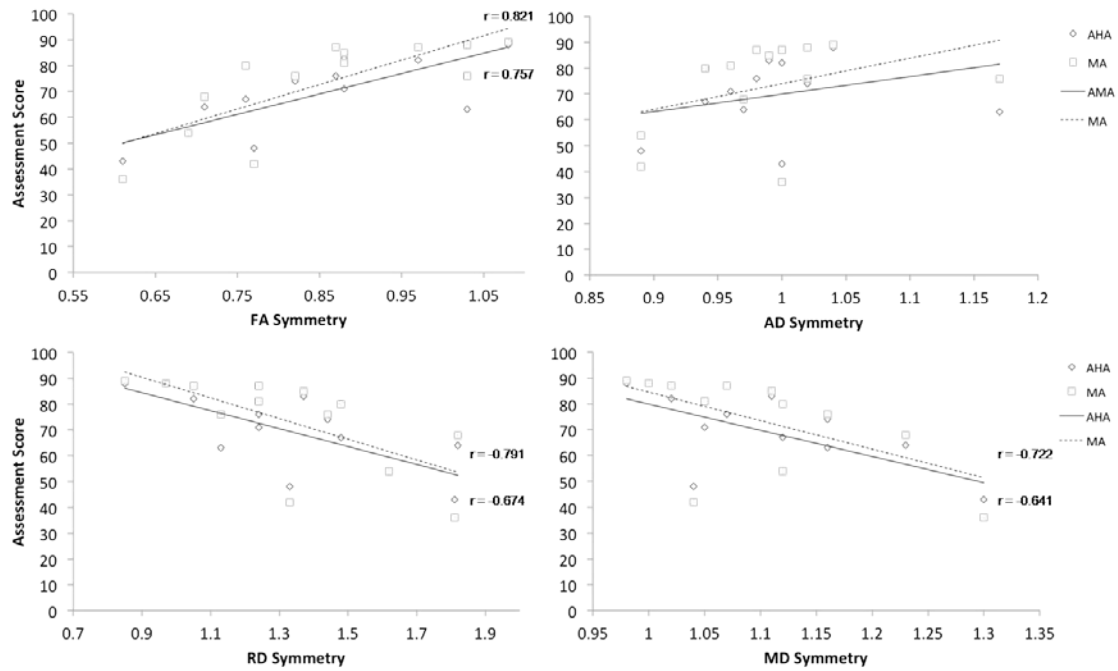 Assessment Score
100
90
80
70
60
50
40
30
20
10
0
r = 0.821
r = 0.757
0.55 0.65 0.75 0.85 0.95 1.05
FA Symmetry
100
90
80
70
60
50
40
30
20
10
0
0.85 0.9 0.95 1 1.05 1.1 1.15 1.2
AD Symmetry
AHA
MA
AMA
MA
Assessment Score
100
90
80
70
60
50
40
30
20
10
0
r = -0.791
r = -0.674
0.7 0.9 1.1 1.3 1.5 1.7 1.9
RD Symmetry
100
90
80
70
60
50
40
30
20
10
0
r = -0.722
r = -0.641
0.95 1 1.05 1.1 1.15 1.2 1.25 1.3 1.35
MD Symmetry
AHA
MA
AHA
MA